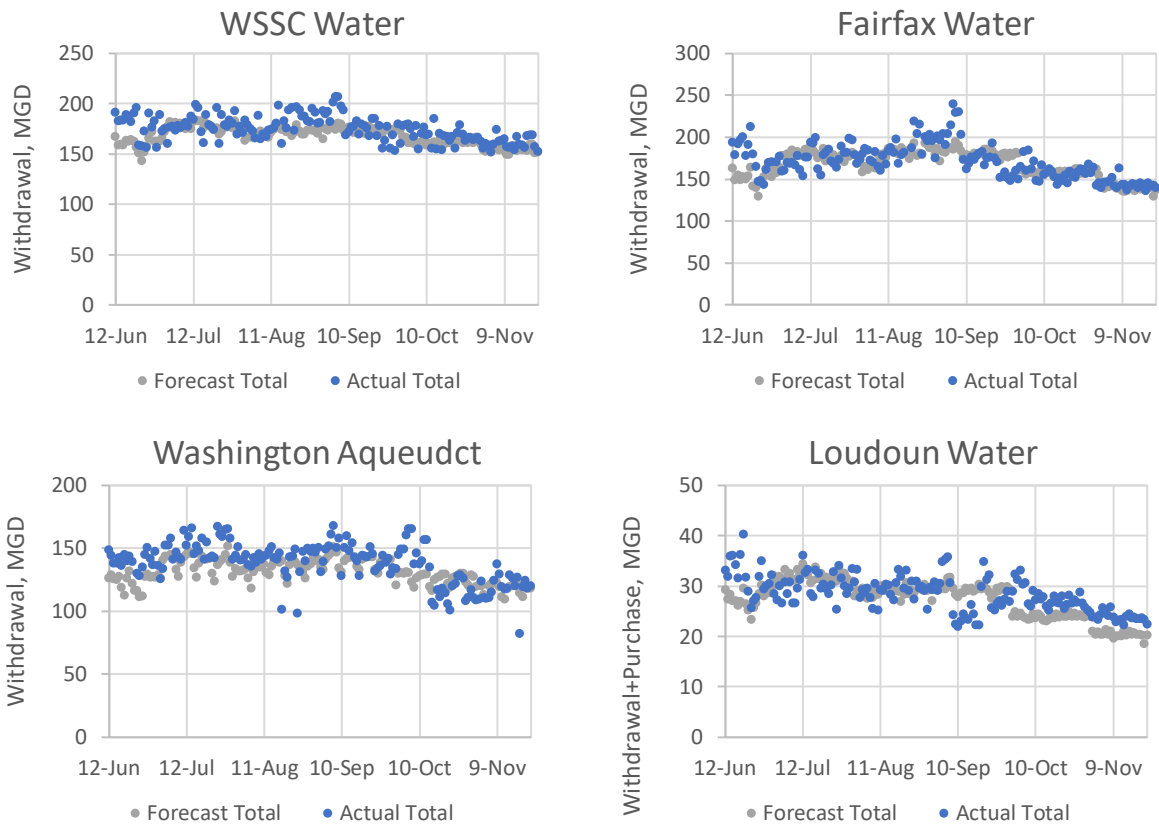 WSSC Water
Withdrawal, MGD
250
200
150
100
50
0
12-Jun 12-Jul 11-Aug 10-Sep 10-Oct 9-Nov
Forecast Total Actual Total
Fairfax Water
Withdrawal, MGD
300
250
200
150
100
50
0
12-Jun 12-Jul 11-Aug 10-Sep 10-Oct 9-Nov
Forecast Total Actual Total
Washington Aqueudct
Withdrawal, MGD
200
150
100
50
0
12-Jun 12-Jul 11-Aug 10-Sep 10-Oct 9-Nov
Forecast Total Actual Total
Loudoun Water
Withdrawal+Purchase, MGD
50
40
30
20
10
0
12-Jun 12-Jul 11-Aug 10-Sep 10-Oct 9-Nov
Forecast Total Actual Total